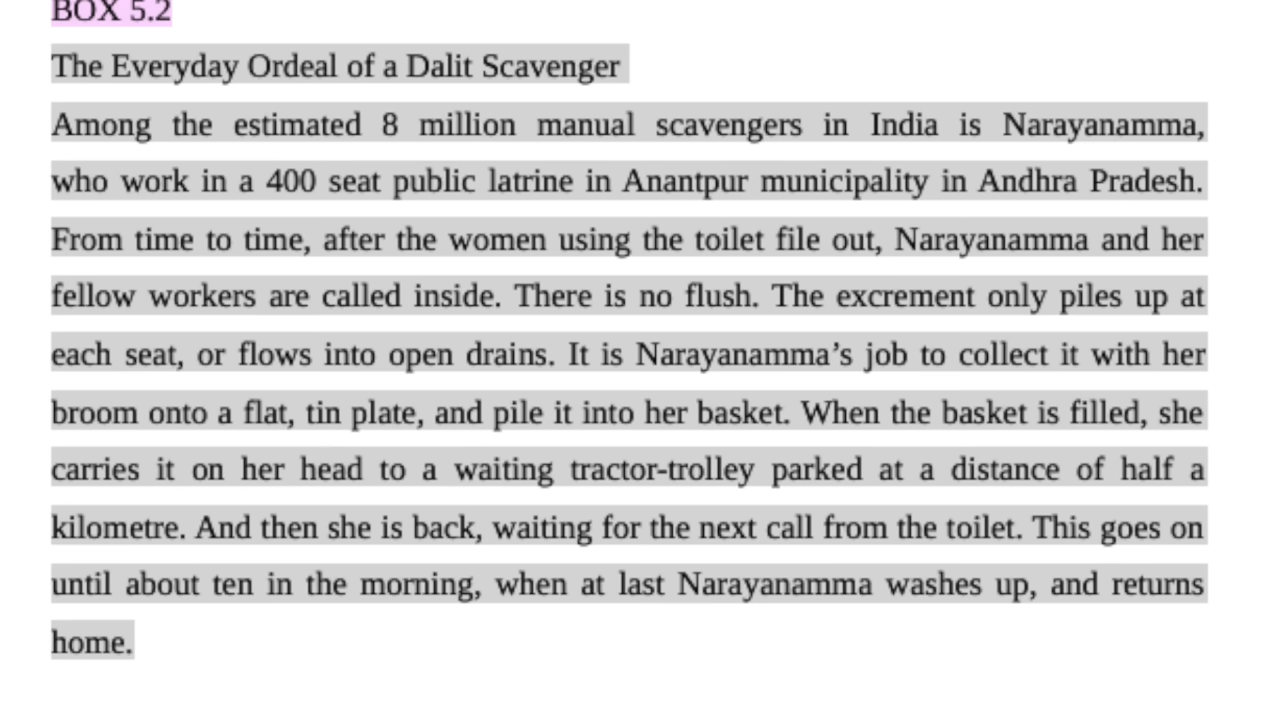 BOX 5.2
The Everyday Ordeal of a Dalit Scavenger
Among the estimated 8 million manual scavengers in India is Narayanamma,
who work in a 400 seat public latrine in Anantpur municipality in Andhra Pradesh.
From time to time, after the women using the toilet file out, Narayanamma and her
fellow workers are called inside. There is no flush. The excrement only piles up at
each seat, or flows into open drains. It is Narayanamma’s job to collect it with her
broom onto a flat, tin plate, and pile it into her basket. When the basket is filled, she
carries it on her head to a waiting tractor-trolley parked at a distance of half a
kilometre. And then she is back, waiting for the next call from the toilet. This goes on
until about ten in the morning, when at last Narayanamma washes up, and returns
home.